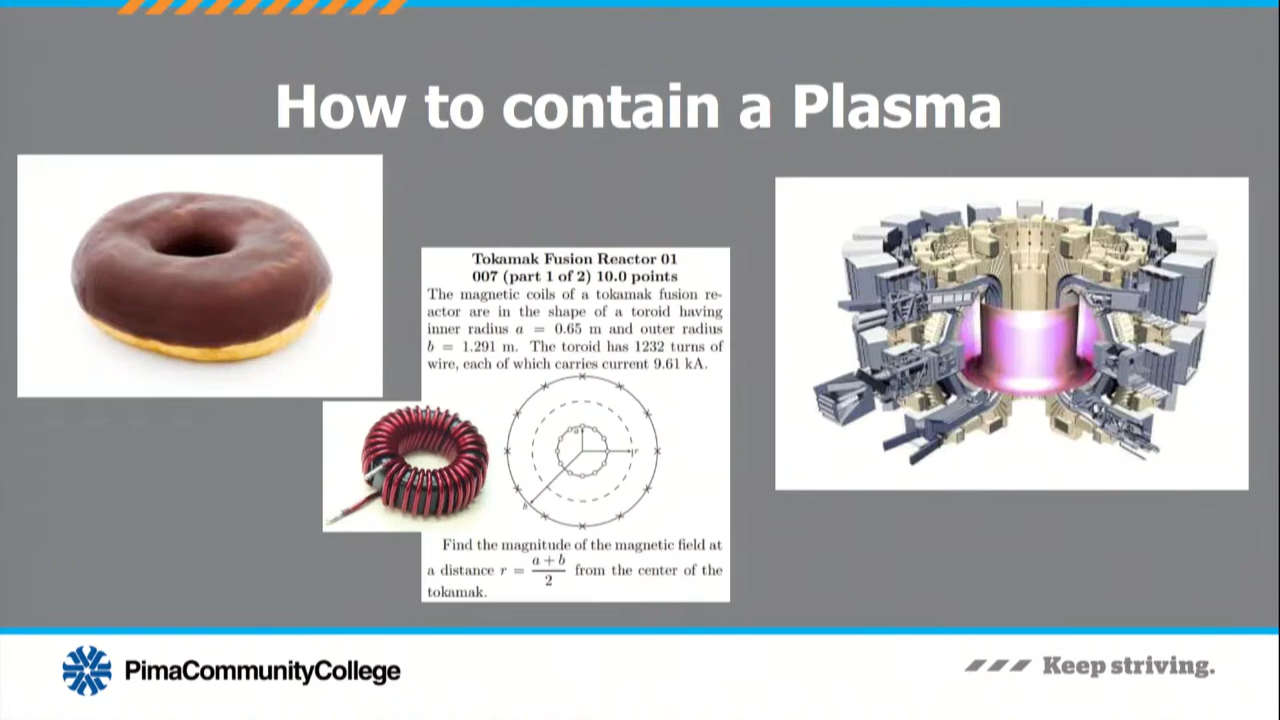 How to contain a Plasma
Tokamak Fusion Reactor 01
007 (part 1 of 2) 10.0 points
The magnetic coils of a tokamak fusion re-
actor are in the shape of a toroid having
inner radius a = 0.65 m and outer radius
b = 1.291 m. The toroid has 1232 turns of
wire, each of which carries current 9.61 kA.
a
r
b
Find the magnitude of the magnetic field at
a distance r = \frac{a+b}{2} from the center of the
tokamak.
PimaCommunityCollege
Keep striving.